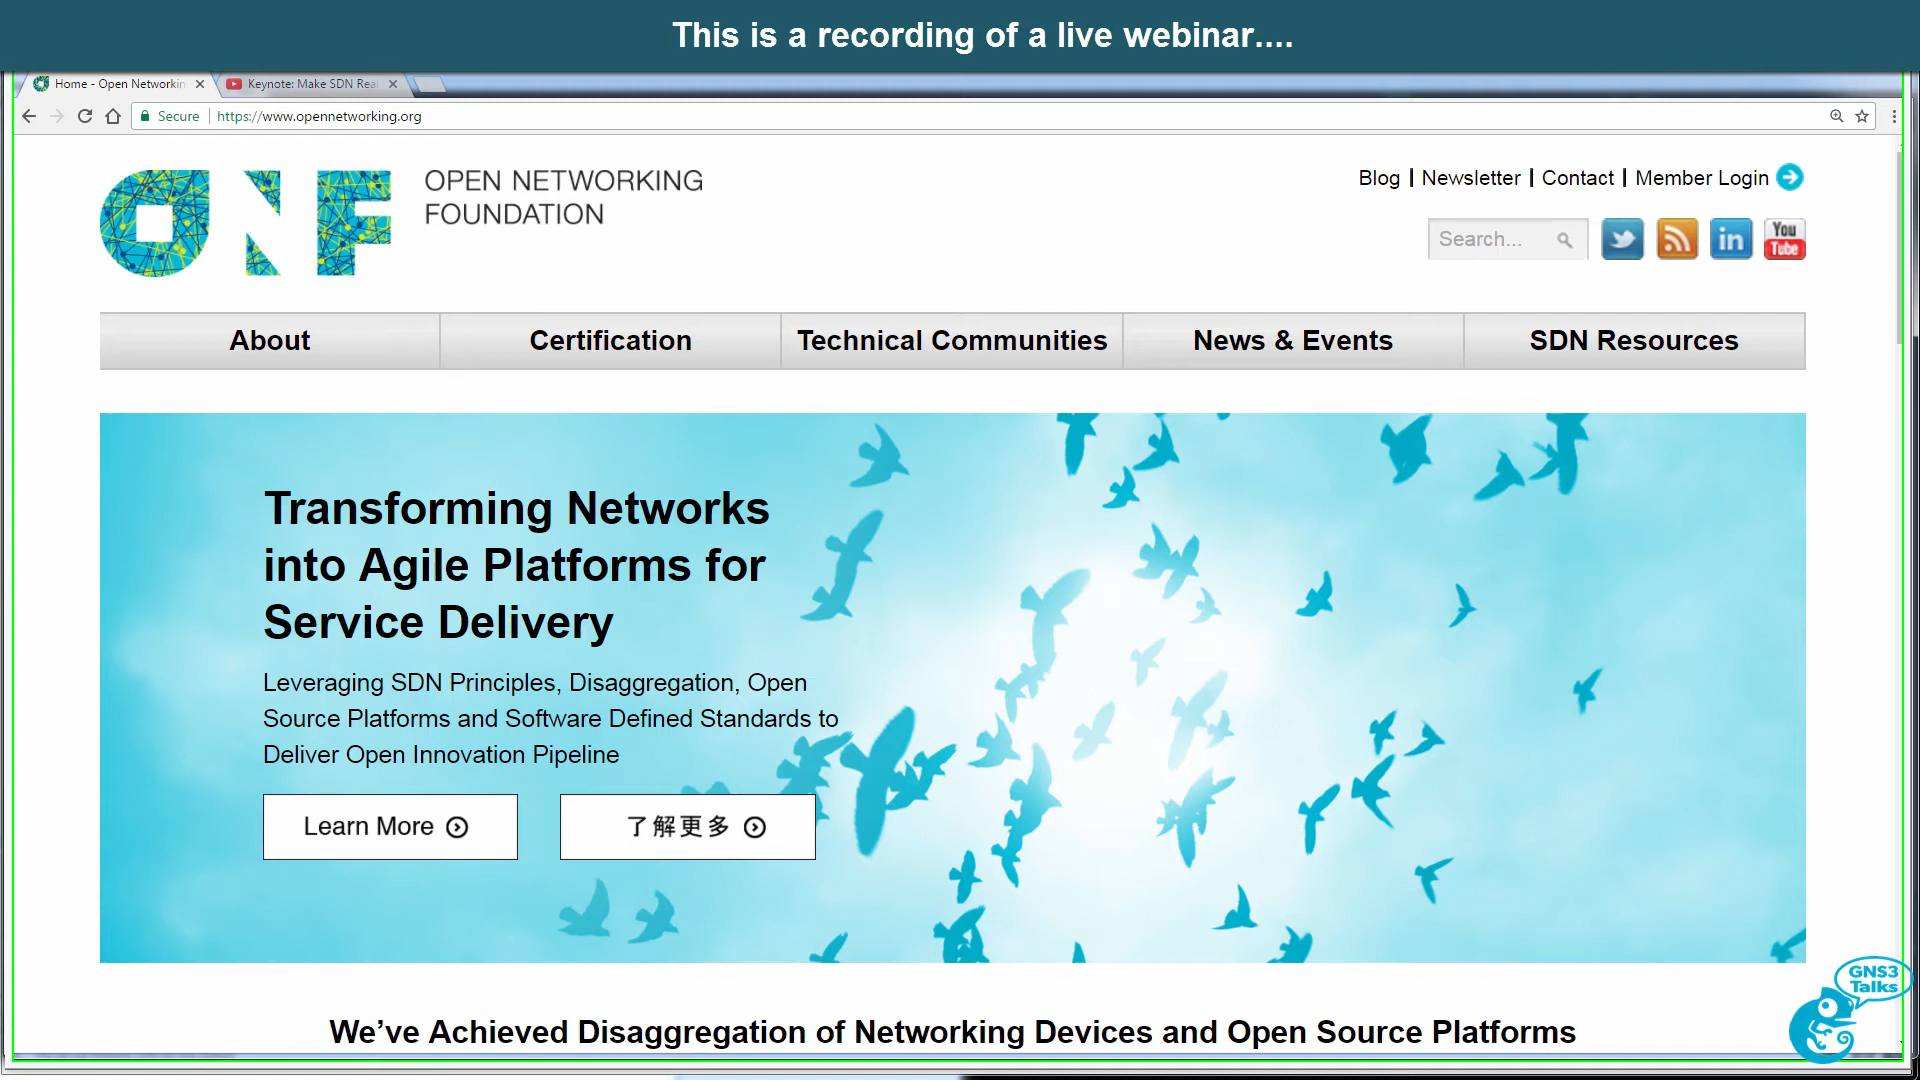 This is a recording of a live webinar....
Home - Open Networkin
Keynote: Make SDN Rea
Secure
https://www.opennetworking.org
ONF
OPEN NETWORKING
FOUNDATION
Blog | Newsletter | Contact | Member Login
Search...
in
You
Tube
About
Certification
Technical Communities
News & Events
SDN Resources
Transforming Networks
into Agile Platforms for
Service Delivery
Leveraging SDN Principles, Disaggregation, Open
Source Platforms and Software Defined Standards to
Deliver Open Innovation Pipeline
Learn More
了解更多
GNS3
Talks
We’ve Achieved Disaggregation of Networking Devices and Open Source Platforms